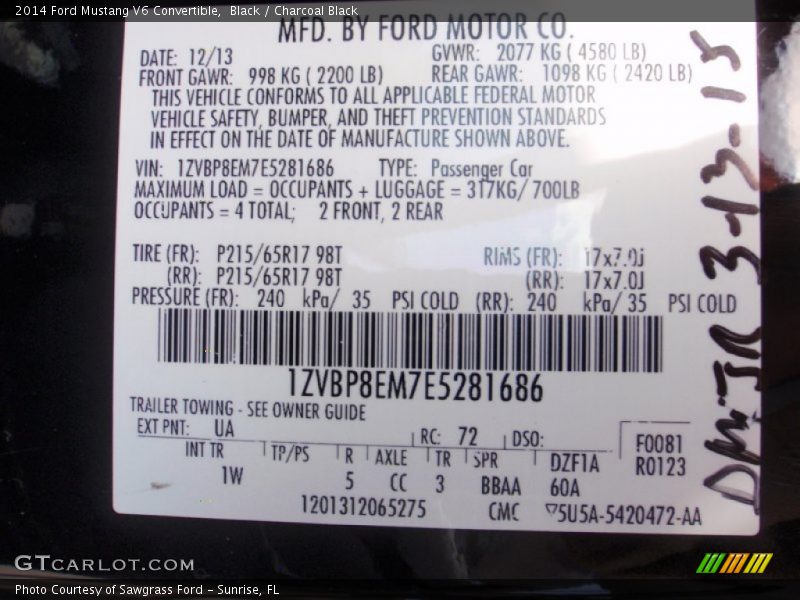 2014 Ford Mustang V6 Convertible,  Black / Charcoal Black
MFD. BY FORD MOTOR CO.
DATE: 12/13 GVWR: 2077 KG ( 4580 LB)
FRONT GAWR: 998 KG ( 2200 LB) REAR GAWR: 1098 KG ( 2420 LB)
THIS VEHICLE CONFORMS TO ALL APPLICABLE FEDERAL MOTOR
VEHICLE SAFETY, BUMPER, AND THEFT PREVENTION STANDARDS
IN EFFECT ON THE DATE OF MANUFACTURE SHOWN ABOVE.
VIN: 1ZVBP8EM7E5281686 TYPE: Passenger Car
MAXIMUM LOAD = OCCUPANTS + LUGGAGE = 317KG/ 700LB
OCCUPANTS = 4 TOTAL; 2 FRONT, 2 REAR
TIRE (FR): P215/65R17 98T RIMS (FR): 17x7.0J
(RR): P215/65R17 98T (RR): 17x7.0J
PRESSURE (FR): 240 kPa/ 35 PSI COLD (RR): 240 kPa/ 35 PSI COLD
1ZVBP8EM7E5281686
TRAILER TOWING - SEE OWNER GUIDE
EXT PNT: UA RC: 72 DSO: F0081
INT TR TP/PS R AXLE TR SPR DZF1A R0123
1W 5 CC 3 BBAA 60A
1201312065275 CMC ▽5U5A-5420472-AA
3-13-15
GTCARLOT.COM
Photo Courtesy of Sawgrass Ford - Sunrise, FL